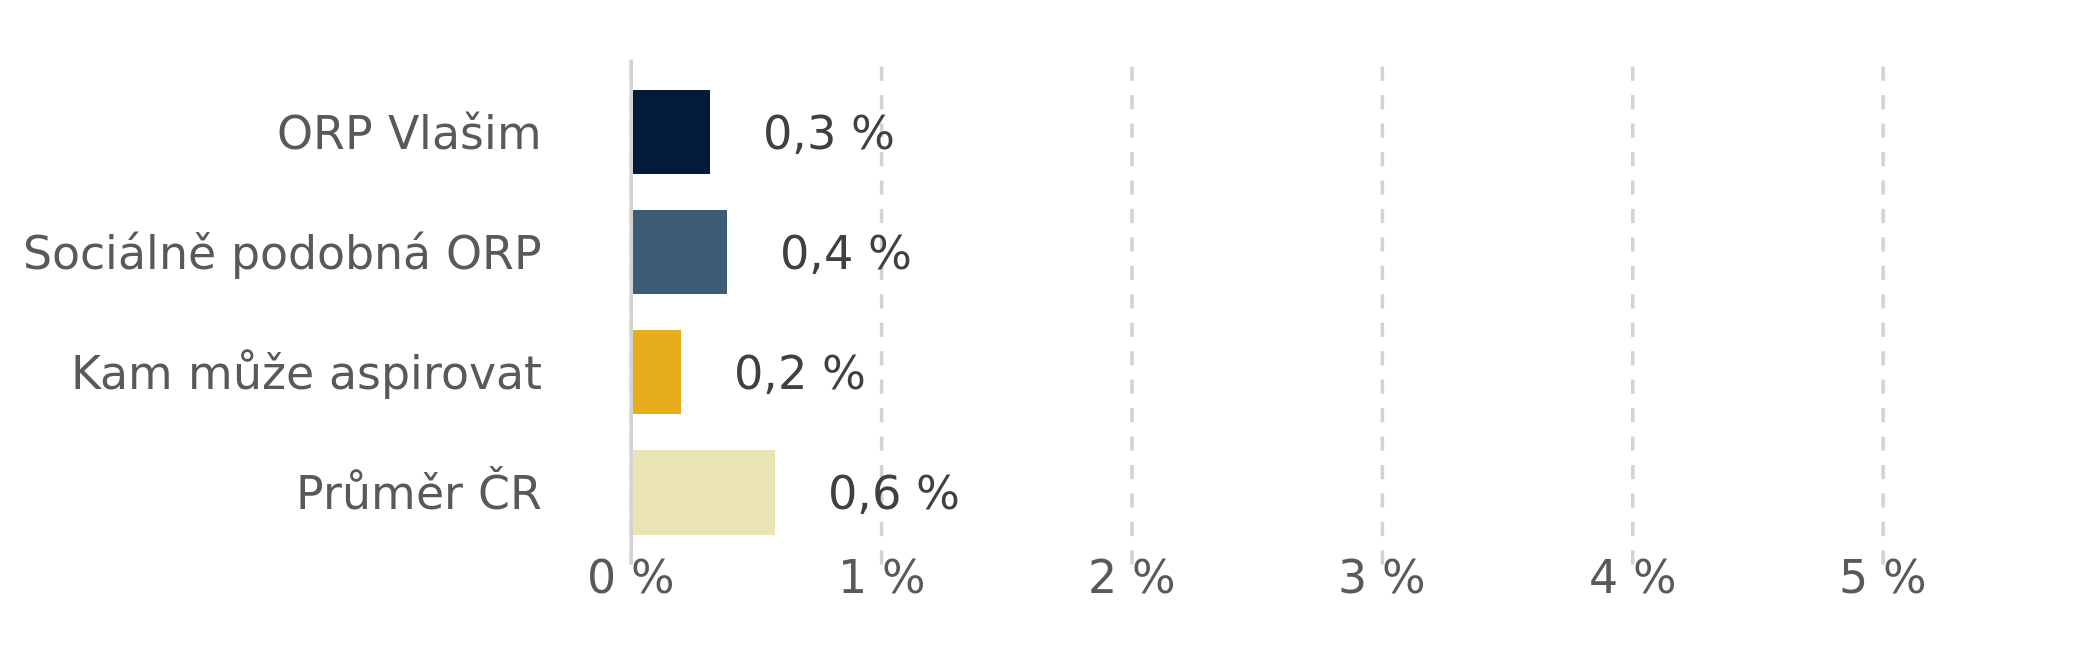 ORP Vlašim 0,3 %
Sociálně podobná ORP 0,4 %
Kam může aspirovat 0,2 %
Průměr ČR 0,6 %
0 % 1 % 2 % 3 % 4 % 5 %